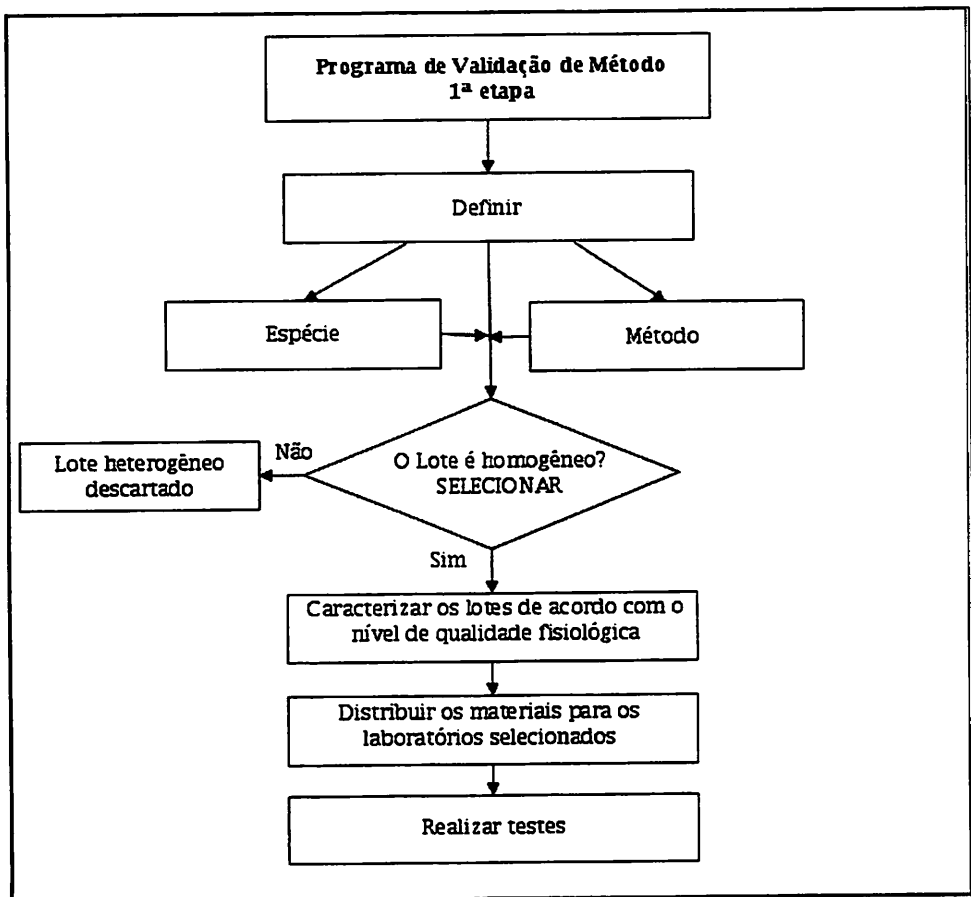 Programa de Validação de Método
1ª etapa
Definir
Espécie
Método
O Lote é homogêneo?
SELECIONAR
Não
Lote heterogêneo
descartado
Sim
Caracterizar os lotes de acordo com o
nível de qualidade fisiológica
Distribuir os materiais para os
laboratórios selecionados
Realizar testes